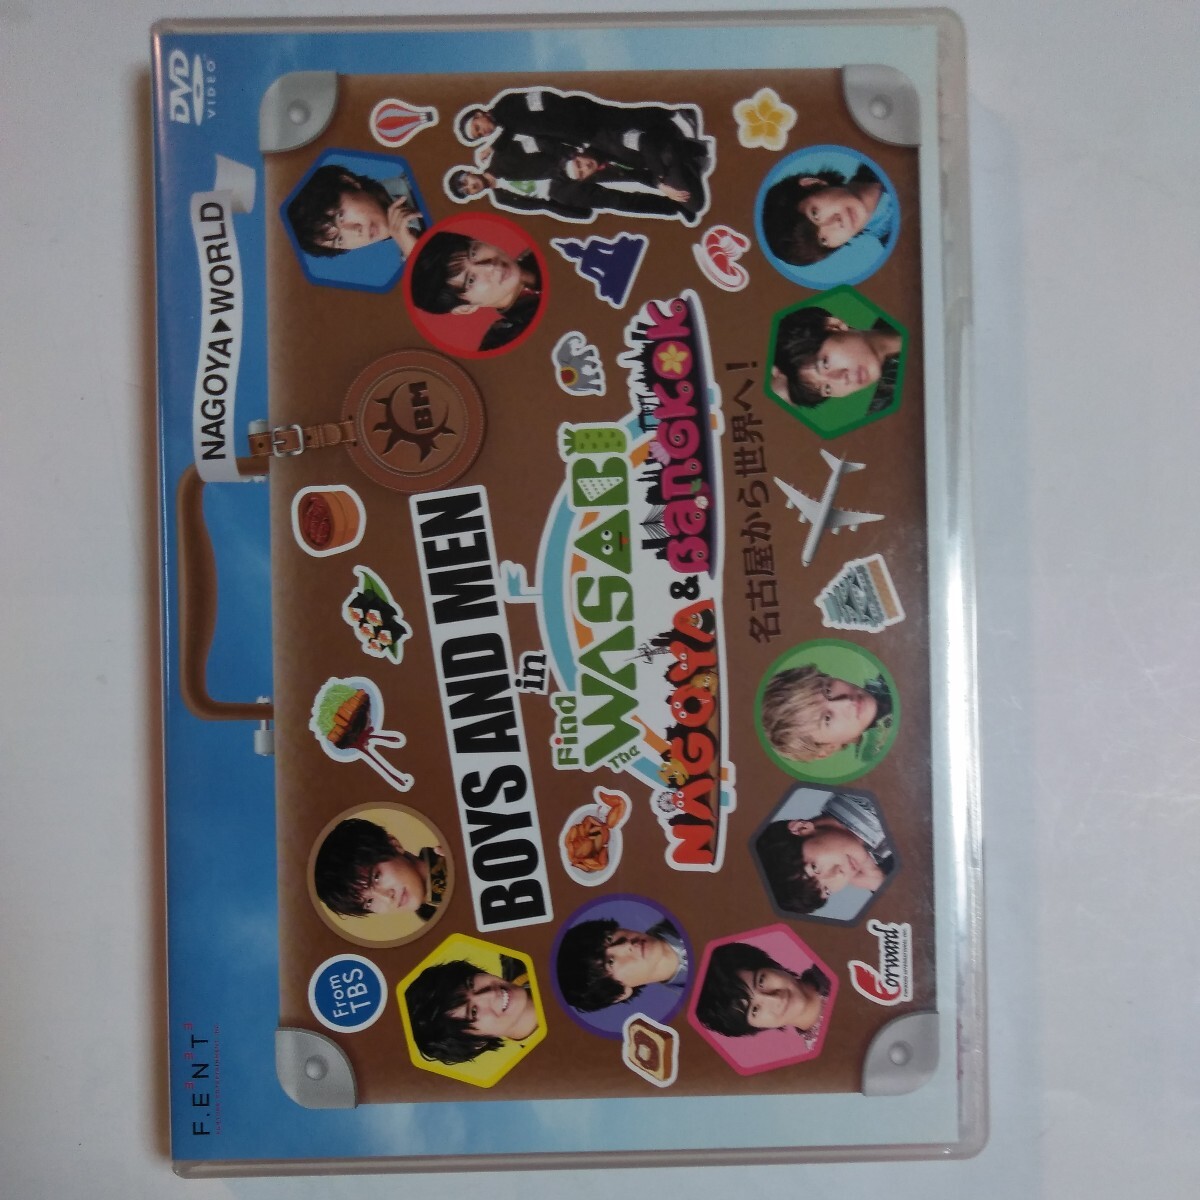 DVD
VIDEO
NAGOYA▶WORLD
BM
BOYS AND MEN
in
Find
The
WASABI
NAGOYA & BANGKOK
名古屋から世界へ!
From
TBS
Forward
F.ENT